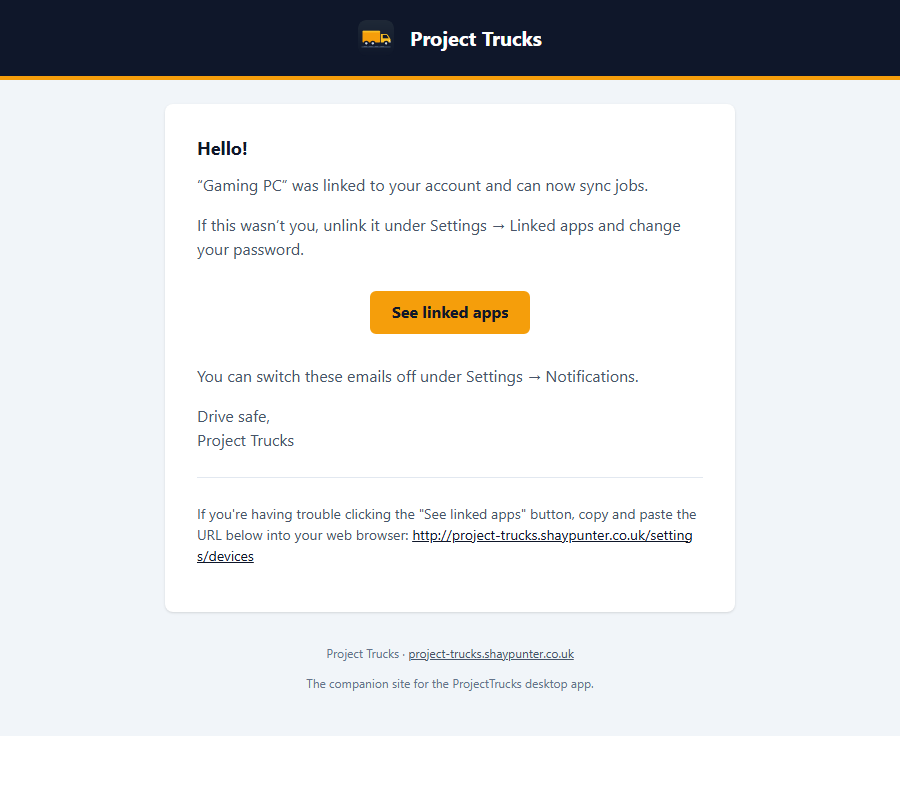 Project Trucks
Hello!
“Gaming PC” was linked to your account and can now sync jobs.
If this wasn’t you, unlink it under Settings → Linked apps and change
your password.
See linked apps
You can switch these emails off under Settings → Notifications.
Drive safe,
Project Trucks
If you're having trouble clicking the "See linked apps" button, copy and paste the
URL below into your web browser: http://project-trucks.shaypunter.co.uk/setting
s/devices
Project Trucks · project-trucks.shaypunter.co.uk
The companion site for the ProjectTrucks desktop app.